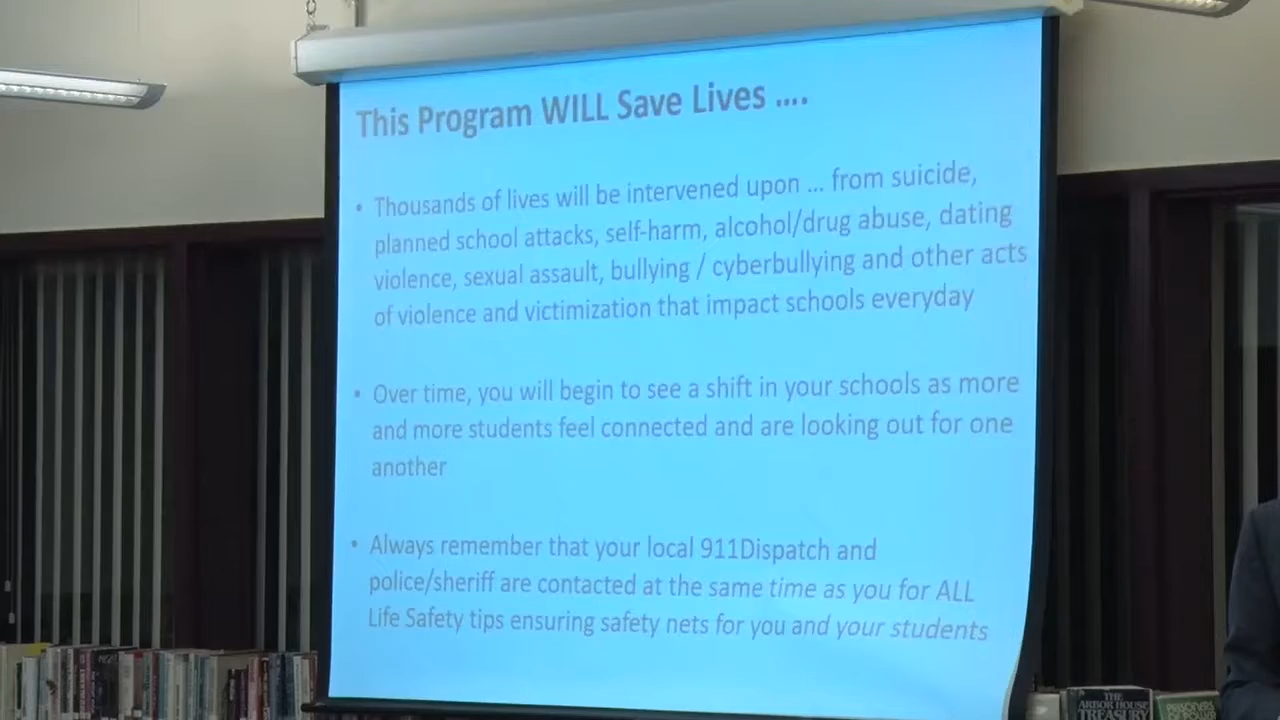 This Program WILL Save Lives ....
• Thousands of lives will be intervened upon ... from suicide,
planned school attacks, self-harm, alcohol/drug abuse, dating
violence, sexual assault, bullying / cyberbullying and other acts
of violence and victimization that impact schools everyday
• Over time, you will begin to see a shift in your schools as more
and more students feel connected and are looking out for one
another
• Always remember that your local 911Dispatch and
police/sheriff are contacted at the same time as you for ALL
Life Safety tips ensuring safety nets for you and your students
THE
ARBOR HOUSE
TREASURY